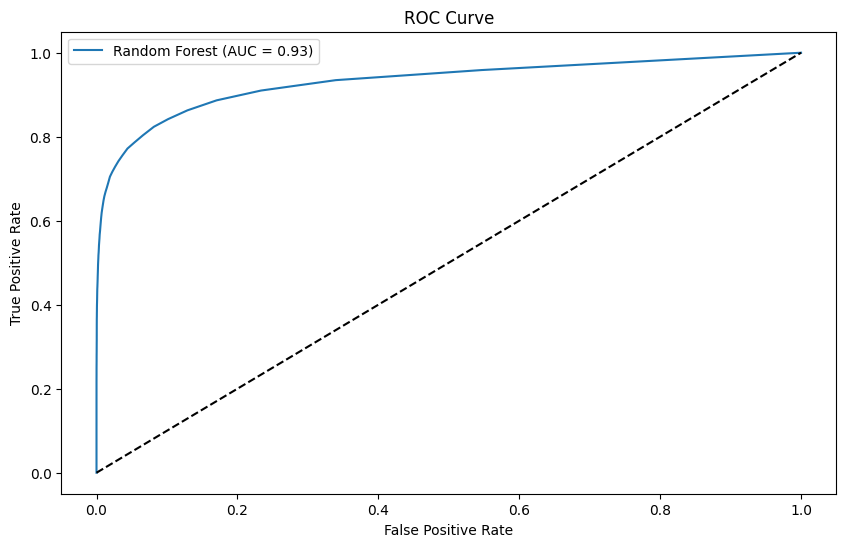 ROC Curve
Random Forest (AUC = 0.93)
1.0
0.8
0.6
0.4
0.2
0.0
True Positive Rate
0.0 0.2 0.4 0.6 0.8 1.0
False Positive Rate